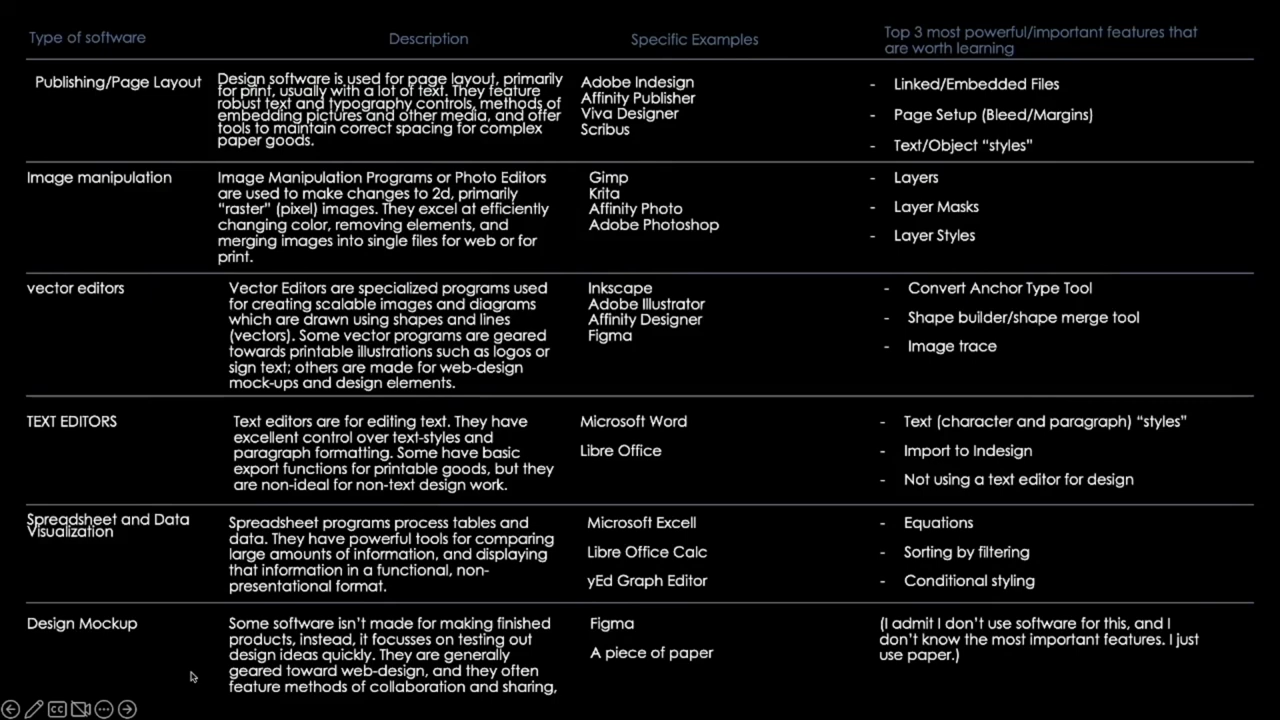 Type of software
Description
Specific Examples
Top 3 most powerful/important features that
are worth learning
Publishing/Page Layout
Design software is used for page layout, primarily
for print, usually with a lot of text. They feature
robust text and typography controls, methods of
embedding pictures and other media, and offer
tools to maintain correct spacing for complex
paper goods.
Adobe Indesign
Affinity Publisher
Viva Designer
Scribus
- Linked/Embedded Files
- Page Setup (Bleed/Margins)
- Text/Object “styles”
Image manipulation
Image Manipulation Programs or Photo Editors
are used to make changes to 2d, primarily
“raster” (pixel) images. They excel at efficiently
changing color, removing elements, and
merging images into single files for web or for
print.
Gimp
Krita
Affinity Photo
Adobe Photoshop
- Layers
- Layer Masks
- Layer Styles
vector editors
Vector Editors are specialized programs used
for creating scalable images and diagrams
which are drawn using shapes and lines
(vectors). Some vector programs are geared
towards printable illustrations such as logos or
sign text; others are made for web-design
mock-ups and design elements.
Inkscape
Adobe Illustrator
Affinity Designer
Figma
- Convert Anchor Type Tool
- Shape builder/shape merge tool
- Image trace
TEXT EDITORS
Text editors are for editing text. They have
excellent control over text-styles and
paragraph formatting. Some have basic
export functions for printable goods, but they
are non-ideal for non-text design work.
Microsoft Word
Libre Office
- Text (character and paragraph) “styles”
- Import to Indesign
- Not using a text editor for design
Spreadsheet and Data
Visualization
Spreadsheet programs process tables and
data. They have powerful tools for comparing
large amounts of information, and displaying
that information in a functional, non-
presentational format.
Microsoft Excell
Libre Office Calc
yEd Graph Editor
- Equations
- Sorting by filtering
- Conditional styling
Design Mockup
Some software isn’t made for making finished
products, instead, it focusses on testing out
design ideas quickly. They are generally
geared toward web-design, and they often
feature methods of collaboration and sharing,
Figma
A piece of paper
(I admit I don’t use software for this, and I
don’t know the most important features. I just
use paper.)
CC